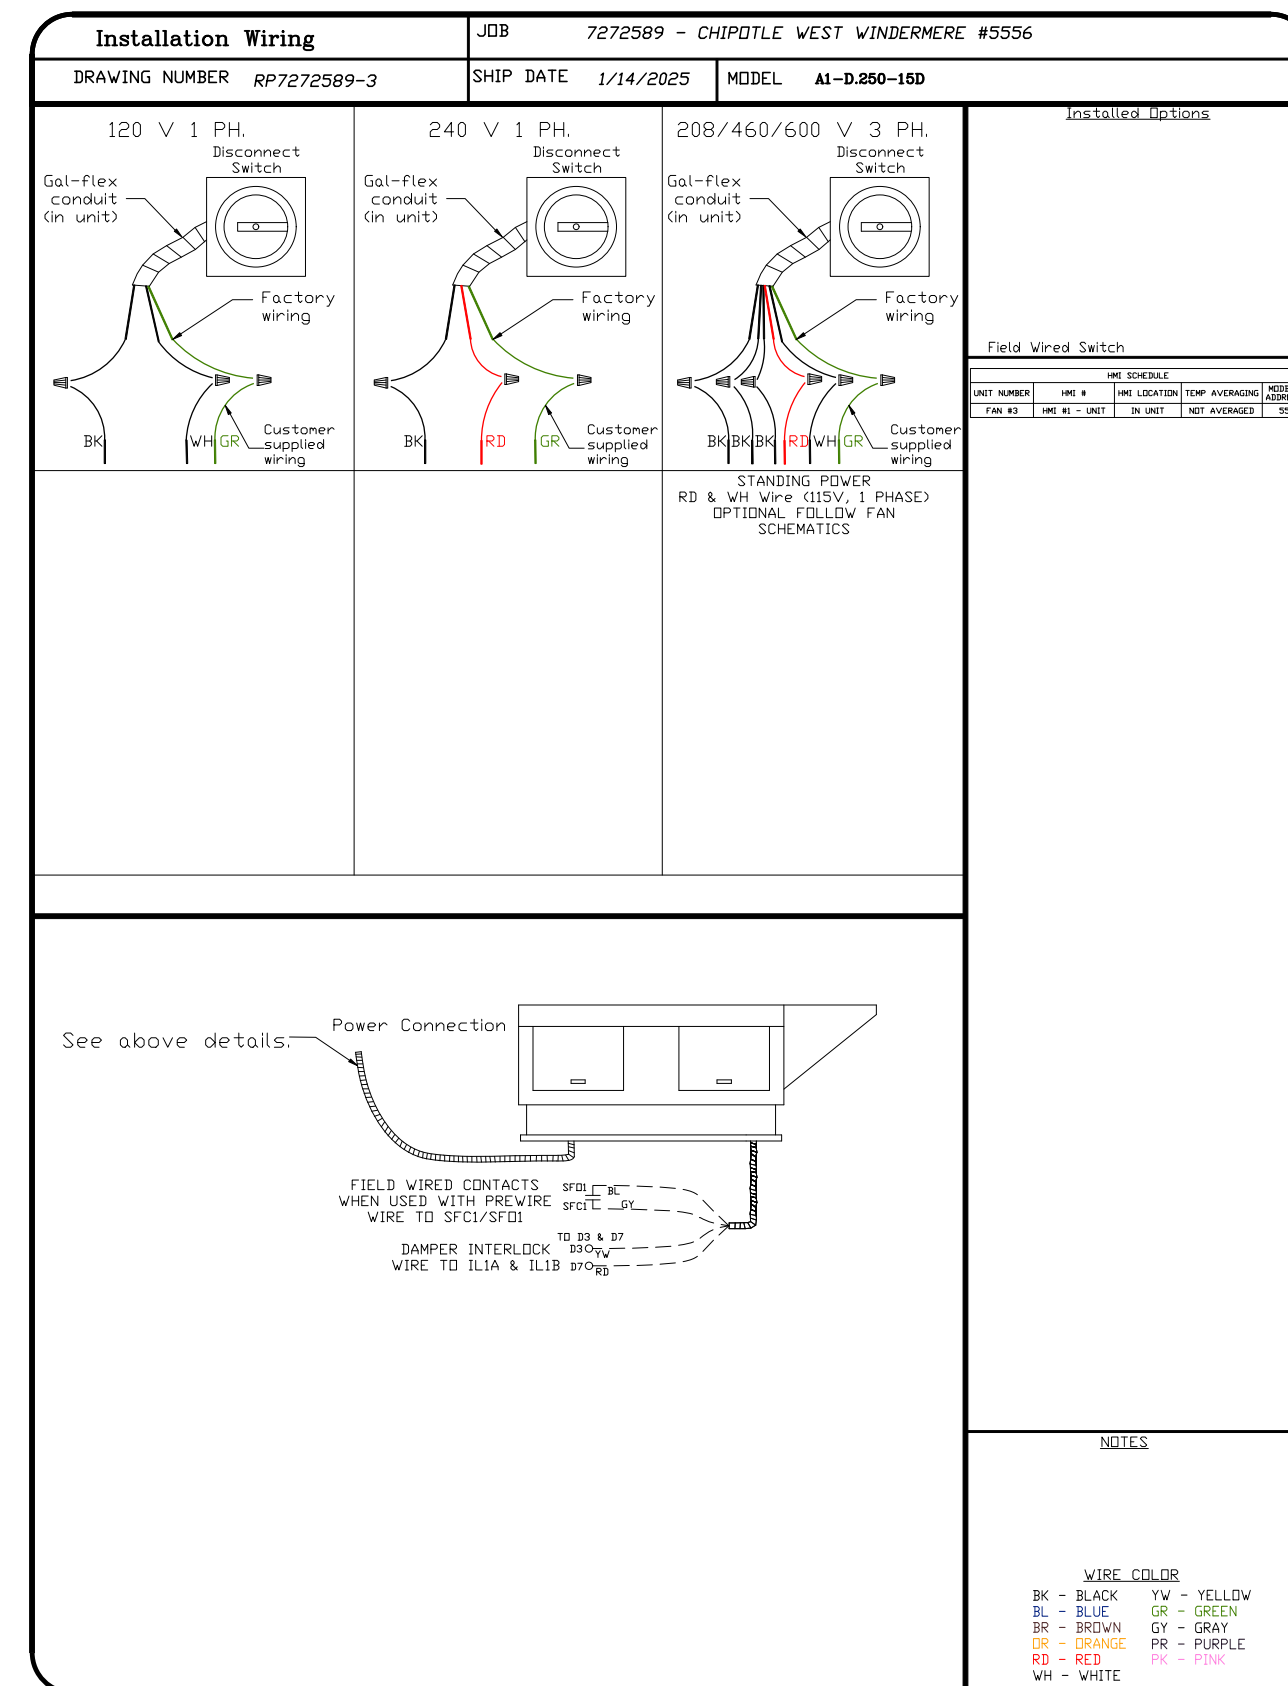 Installation Wiring
JOB 7272589 - CHIPOTLE WEST WINDERMERE #5556
DRAWING NUMBER RP7272589-3
SHIP DATE 1/14/2025
MODEL A1-D.250-15D
120 V 1 PH.
Disconnect
Switch
Gal-flex
conduit
(in unit)
Factory
wiring
BK
WH
GR
Customer
supplied
wiring
240 V 1 PH.
Disconnect
Switch
Gal-flex
conduit
(in unit)
Factory
wiring
BK
RD
GR
Customer
supplied
wiring
208/460/600 V 3 PH.
Disconnect
Switch
Gal-flex
conduit
(in unit)
Factory
wiring
BK
BK
BK
RD
WH
GR
Customer
supplied
wiring
STANDING POWER
RD & WH Wire (115V, 1 PHASE)
OPTIONAL FOLLOW FAN
SCHEMATICS
Installed Options
Field Wired Switch
HMI SCHEDULE
UNIT NUMBER HMI # HMI LOCATION TEMP AVERAGING
FAN #3 HMI #1 - UNIT IN UNIT NOT AVERAGED 55
See above details.
Power Connection
FIELD WIRED CONTACTS
WHEN USED WITH PREWIRE
WIRE TO SFC1/SFO1
SFO1
BL
SFC1
GY
TO D3 & D7
DAMPER INTERLOCK
WIRE TO IL1A & IL1B
D3
YW
D7
RD
NOTES
WIRE COLOR
BK - BLACK YW - YELLOW
BL - BLUE GR - GREEN
BR - BROWN GY - GRAY
OR - ORANGE PR - PURPLE
RD - RED PK - PINK
WH - WHITE